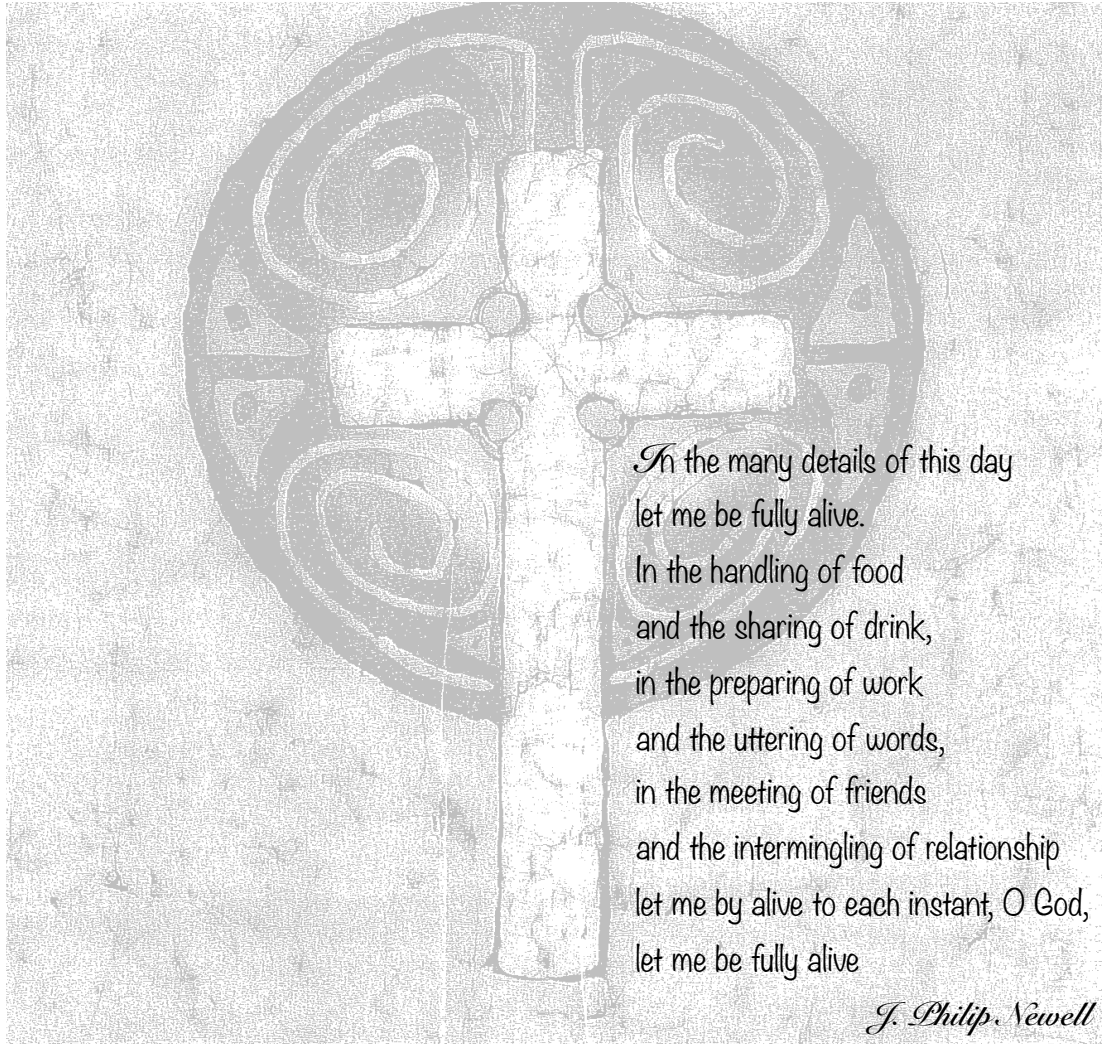 In the many details of this day
let me be fully alive.
In the handling of food
and the sharing of drink,
in the preparing of work
and the uttering of words,
in the meeting of friends
and the intermingling of relationship
let me by alive to each instant, O God,
let me be fully alive
J. Philip Newell